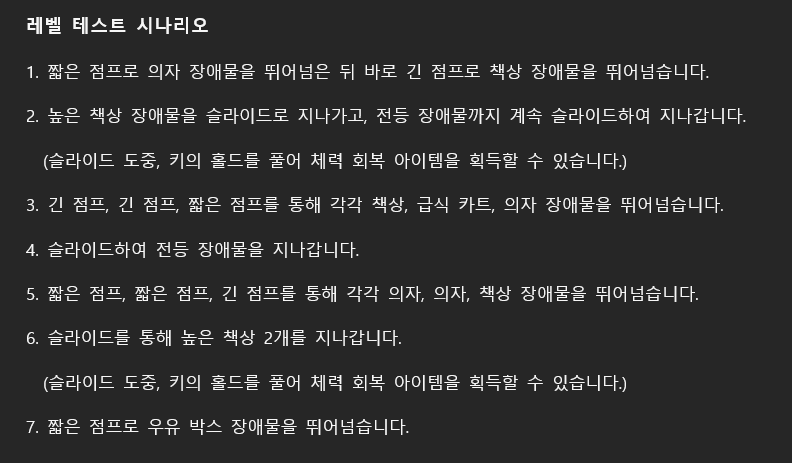 레벨 테스트 시나리오
1. 짧은 점프로 의자 장애물을 뛰어넘은 뒤 바로 긴 점프로 책상 장애물을 뛰어넘습니다.
2. 높은 책상 장애물을 슬라이드로 지나가고, 전등 장애물까지 계속 슬라이드하여 지나갑니다.
(슬라이드 도중, 키의 홀드를 풀어 체력 회복 아이템을 획득할 수 있습니다.)
3. 긴 점프, 긴 점프, 짧은 점프를 통해 각각 책상, 급식 카트, 의자 장애물을 뛰어넘습니다.
4. 슬라이드하여 전등 장애물을 지나갑니다.
5. 짧은 점프, 짧은 점프, 긴 점프를 통해 각각 의자, 의자, 책상 장애물을 뛰어넘습니다.
6. 슬라이드를 통해 높은 책상 2개를 지나갑니다.
(슬라이드 도중, 키의 홀드를 풀어 체력 회복 아이템을 획득할 수 있습니다.)
7. 짧은 점프로 우유 박스 장애물을 뛰어넘습니다.